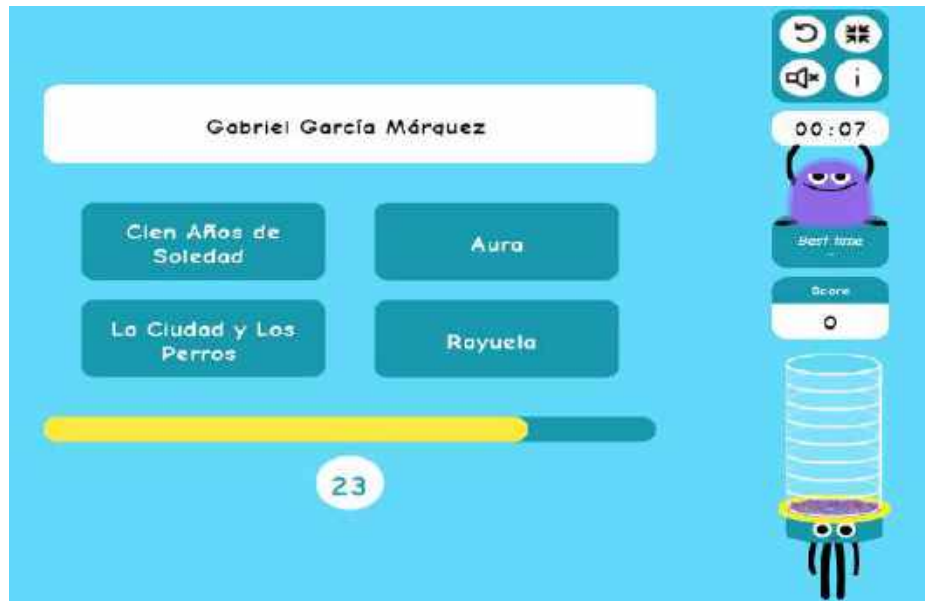 Gabriel García Márquez
Cien Años de
Soledad
Aura
La Ciudad y Los
Perros
Rayuela
23
i
00:07
Best time
Score
0